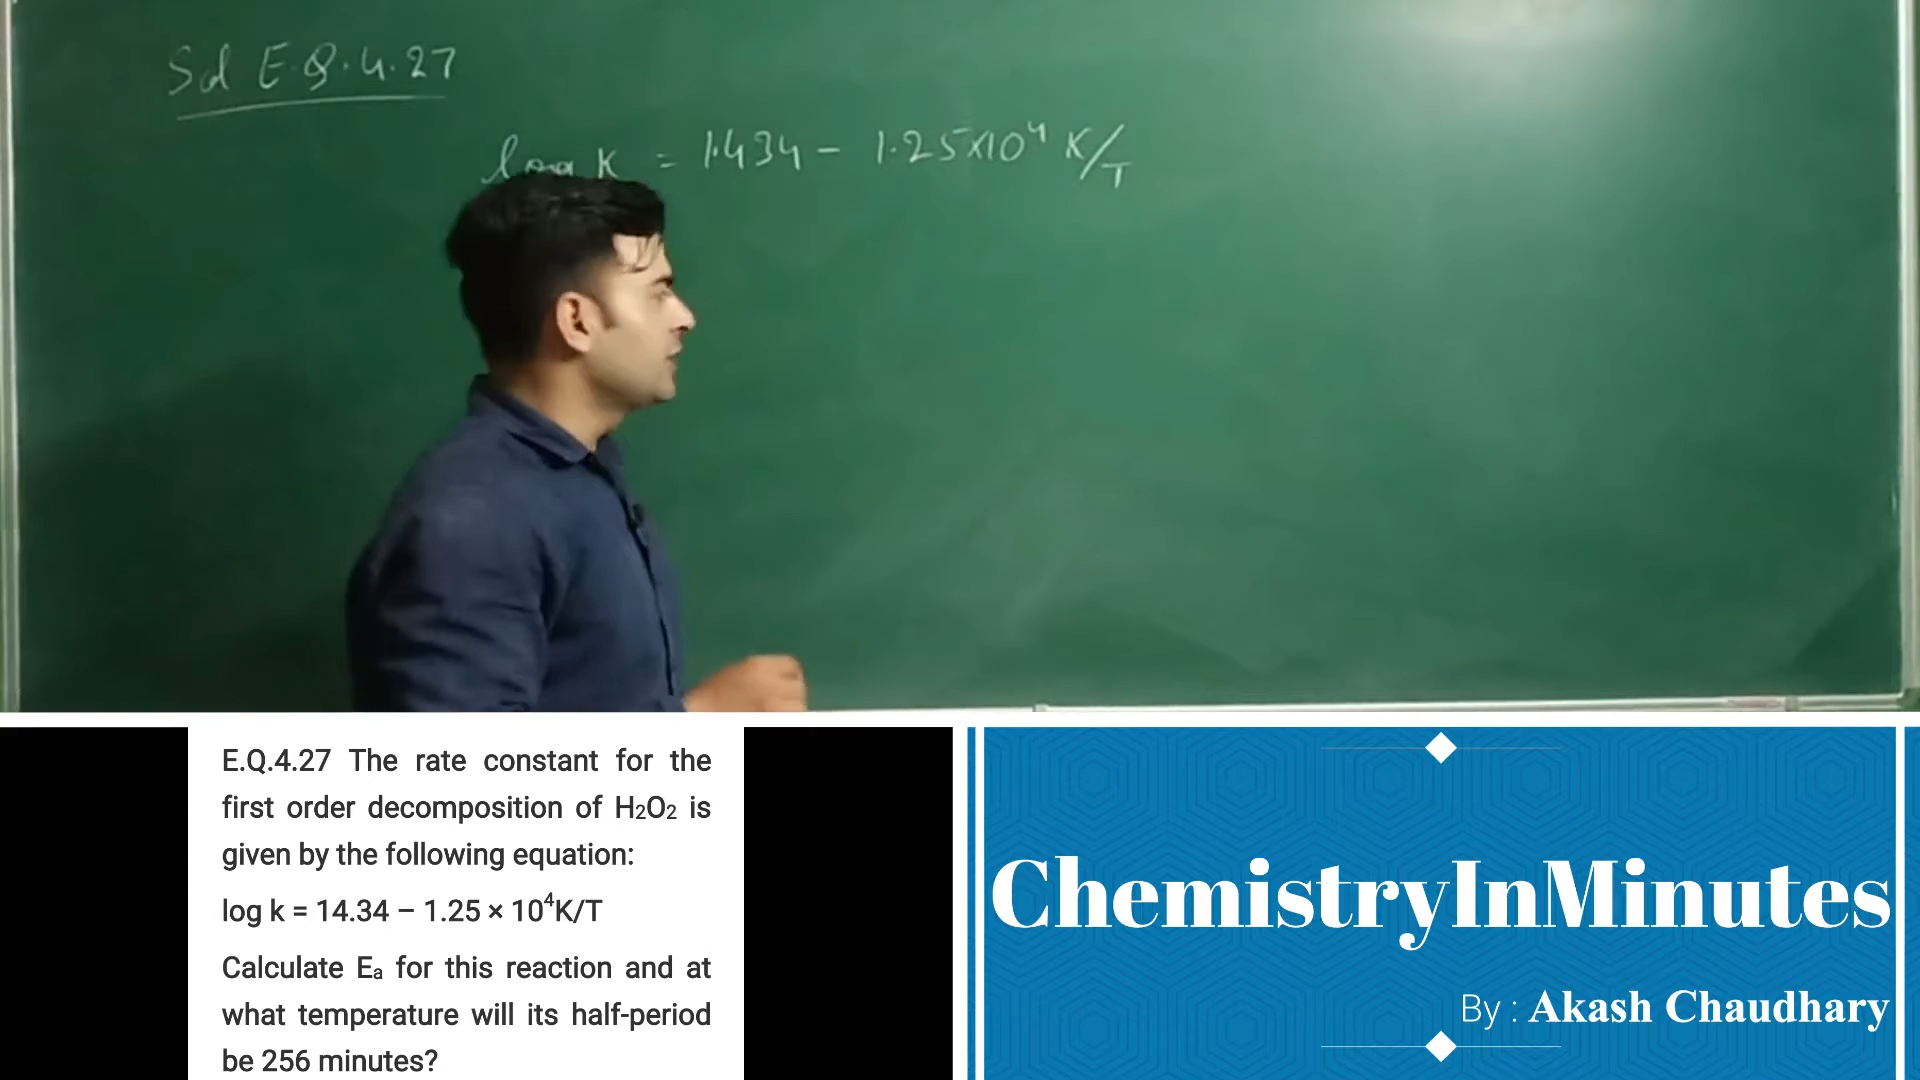 Sol E.Q.4.27
log K = 1.434 - 1.25×10⁴ K/T
E.Q.4.27 The rate constant for the
first order decomposition of H₂O₂ is
given by the following equation:
log k = 14.34 – 1.25 × 10⁴K/T
Calculate Eₐ for this reaction and at
what temperature will its half-period
be 256 minutes?
ChemistryInMinutes
By : Akash Chaudhary